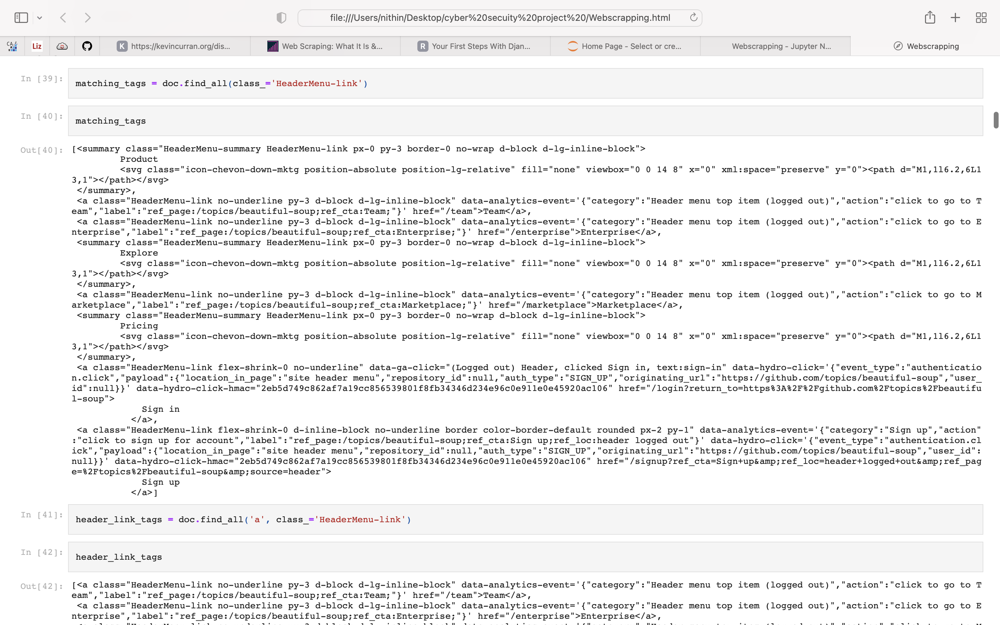 file:///Users/nithin/Desktop/cyber%20secuity%20project%20/Webscrapping.html
CA
Liz
K https://kevincurran.org/dis...
Web Scraping: What It Is &...
R Your First Steps With Djan...
Home Page - Select or cre...
Webscrapping - Jupyter N...
Webscrapping
In [39]: matching_tags = doc.find_all(class_='HeaderMenu-link')
In [40]: matching_tags
Out[40]: [<summary class="HeaderMenu-summary HeaderMenu-link px-0 py-3 border-0 no-wrap d-block d-lg-inline-block">
Product
<svg class="icon-chevon-down-mktg position-absolute position-lg-relative" fill="none" viewbox="0 0 14 8" x="0" xml:space="preserve" y="0"><path d="M1,1l6.2,6L1
3,1"></path></svg>
</summary>,
<a class="HeaderMenu-link no-underline py-3 d-block d-lg-inline-block" data-analytics-event='{"category":"Header menu top item (logged out)","action":"click to go to T
eam","label":"ref_page:/topics/beautiful-soup;ref_cta:Team;"}' href="/team">Team</a>,
<a class="HeaderMenu-link no-underline py-3 d-block d-lg-inline-block" data-analytics-event='{"category":"Header menu top item (logged out)","action":"click to go to E
nterprise","label":"ref_page:/topics/beautiful-soup;ref_cta:Enterprise;"}' href="/enterprise">Enterprise</a>,
<summary class="HeaderMenu-summary HeaderMenu-link px-0 py-3 border-0 no-wrap d-block d-lg-inline-block">
Explore
<svg class="icon-chevon-down-mktg position-absolute position-lg-relative" fill="none" viewbox="0 0 14 8" x="0" xml:space="preserve" y="0"><path d="M1,1l6.2,6L1
3,1"></path></svg>
</summary>,
<a class="HeaderMenu-link no-underline py-3 d-block d-lg-inline-block" data-analytics-event='{"category":"Header menu top item (logged out)","action":"click to go to M
arketplace","label":"ref_page:/topics/beautiful-soup;ref_cta:Marketplace;"}' href="/marketplace">Marketplace</a>,
<summary class="HeaderMenu-summary HeaderMenu-link px-0 py-3 border-0 no-wrap d-block d-lg-inline-block">
Pricing
<svg class="icon-chevon-down-mktg position-absolute position-lg-relative" fill="none" viewbox="0 0 14 8" x="0" xml:space="preserve" y="0"><path d="M1,1l6.2,6L1
3,1"></path></svg>
</summary>,
<a class="HeaderMenu-link flex-shrink-0 no-underline" data-ga-click="(Logged out) Header, clicked Sign in, text:sign-in" data-hydro-click='{"event_type":"authenticatio
n.click","payload":{"location_in_page":"site header menu","repository_id":null,"auth_type":"SIGN_UP","originating_url":"https://github.com/topics/beautiful-soup","user_
id":null}}' data-hydro-click-hmac="2eb5d749c862af7a19cc856539801f8fb34346d234e96c0e911e0e45920ac106" href="/login?return_to=https%3A%2F%2Fgithub.com%2Ftopics%2Fbeautifu
l-soup">
Sign in
</a>,
<a class="HeaderMenu-link flex-shrink-0 d-inline-block no-underline border color-border-default rounded px-2 py-1" data-analytics-event='{"category":"Sign up","action"
:"click to sign up for account","label":"ref_page:/topics/beautiful-soup;ref_cta:Sign up;ref_loc:header logged out"}' data-hydro-click='{"event_type":"authentication.cl
ick","payload":{"location_in_page":"site header menu","repository_id":null,"auth_type":"SIGN_UP","originating_url":"https://github.com/topics/beautiful-soup","user_id":
null}}' data-hydro-click-hmac="2eb5d749c862af7a19cc856539801f8fb34346d234e96c0e911e0e45920ac106" href="/signup?ref_cta=Sign+up&amp;ref_loc=header+logged+out&amp;ref_pag
e=%2Ftopics%2Fbeautiful-soup&amp;source=header">
Sign up
</a>]
In [41]: header_link_tags = doc.find_all('a', class_='HeaderMenu-link')
In [42]: header_link_tags
Out[42]: [<a class="HeaderMenu-link no-underline py-3 d-block d-lg-inline-block" data-analytics-event='{"category":"Header menu top item (logged out)","action":"click to go to T
eam","label":"ref_page:/topics/beautiful-soup;ref_cta:Team;"}' href="/team">Team</a>,
<a class="HeaderMenu-link no-underline py-3 d-block d-lg-inline-block" data-analytics-event='{"category":"Header menu top item (logged out)","action":"click to go to E
nterprise","label":"ref_page:/topics/beautiful-soup;ref_cta:Enterprise;"}' href="/enterprise">Enterprise</a>,